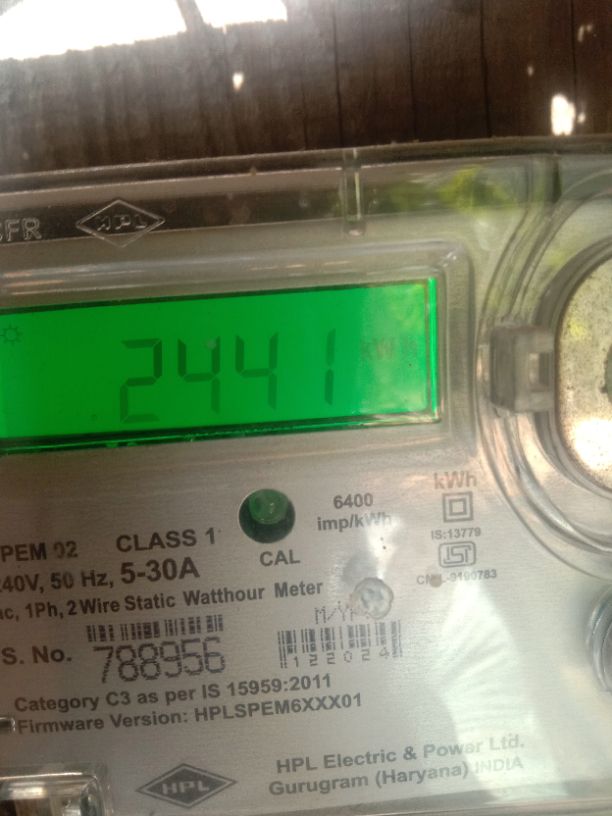 HPL
2441 kWh
6400
imp/kWh
kWh
IS:13779
PEM 02 CLASS 1
CAL
240V, 50 Hz, 5-30A
ac, 1Ph, 2Wire Static Watthour Meter
S. No. 788956
122024
Category C3 as per IS 15959:2011
Firmware Version: HPLSPEM6XXX01
HPL
HPL Electric & Power Ltd.
Gurugram (Haryana) INDIA